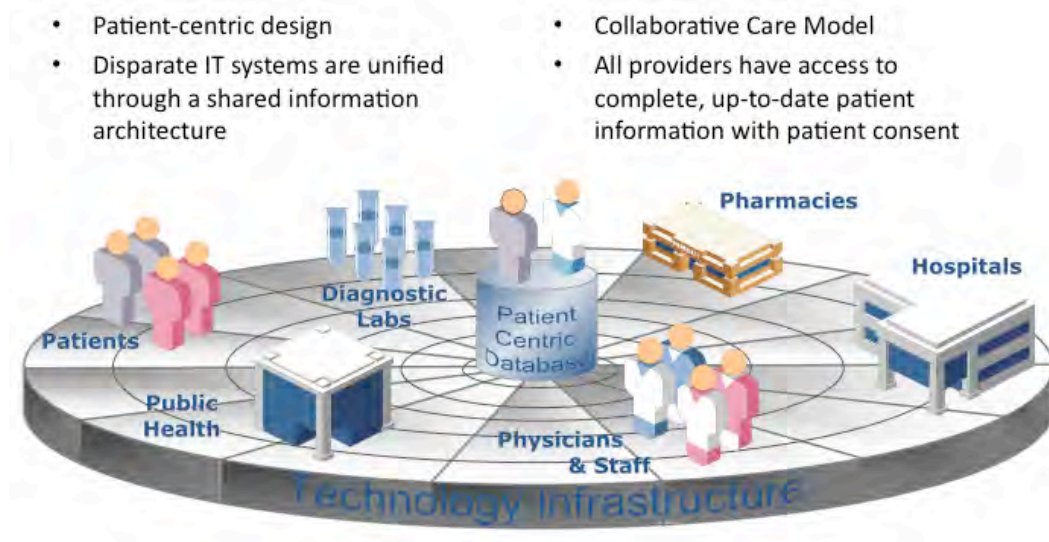 • Patient-centric design
• Disparate IT systems are unified
through a shared information
architecture
• Collaborative Care Model
• All providers have access to
complete, up-to-date patient
information with patient consent
Pharmacies
Hospitals
Diagnostic
Labs
Patient
Centric
Database
Patients
Public
Health
Physicians
& Staff
Technology Infrastructure